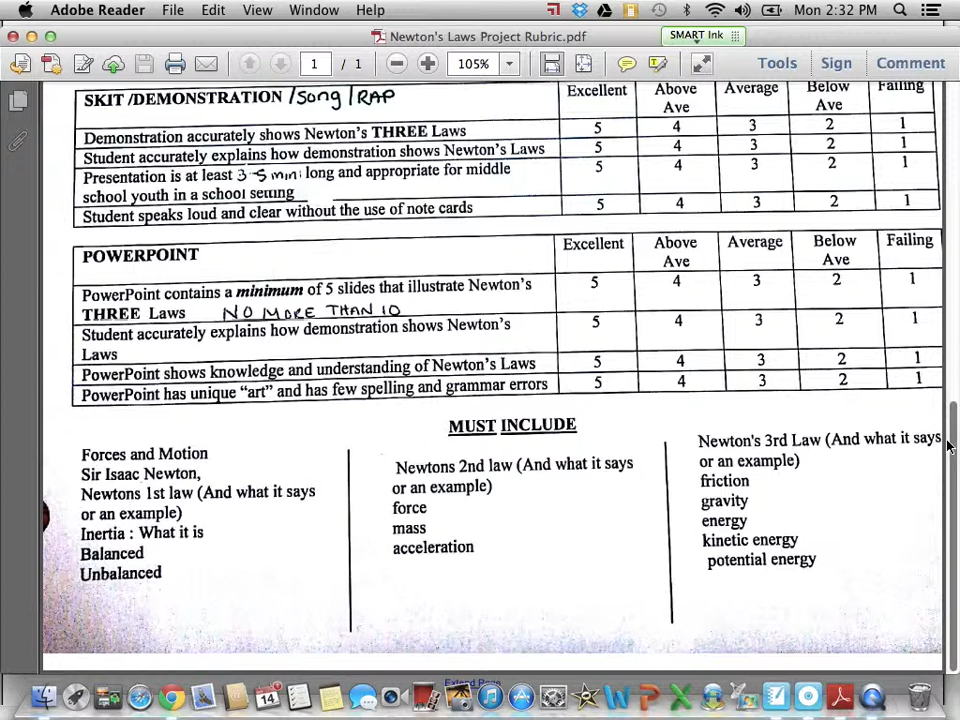 Adobe Reader File Edit View Window Help Mon 2:32 PM
Newton's Laws Project Rubric.pdf SMART Ink
1 / 1 105% Tools Sign Comment
SKIT /DEMONSTRATION /Song/RAP Excellent Above Ave Average Below Ave Failing
Demonstration accurately shows Newton's THREE Laws 5 4 3 2 1
Student accurately explains how demonstration shows Newton's Laws 5 4 3 2 1
Presentation is at least 3-5 min long and appropriate for middle 5 4 3 2 1
school youth in a school setting
Student speaks loud and clear without the use of note cards 5 4 3 2 1
POWERPOINT Excellent Above Ave Average Below Ave Failing
PowerPoint contains a minimum of 5 slides that illustrate Newton's 5 4 3 2 1
THREE Laws NO MORE THAN 10
Student accurately explains how demonstration shows Newton's 5 4 3 2 1
Laws
PowerPoint shows knowledge and understanding of Newton's Laws 5 4 3 2 1
PowerPoint has unique "art" and has few spelling and grammar errors 5 4 3 2 1
MUST INCLUDE
Forces and Motion
Sir Isaac Newton,
Newtons 1st law (And what it says
or an example)
Inertia : What it is
Balanced
Unbalanced
Newtons 2nd law (And what it says
or an example)
force
mass
acceleration
Newton's 3rd Law (And what it says
or an example)
friction
gravity
energy
kinetic energy
potential energy
Extend Page
14